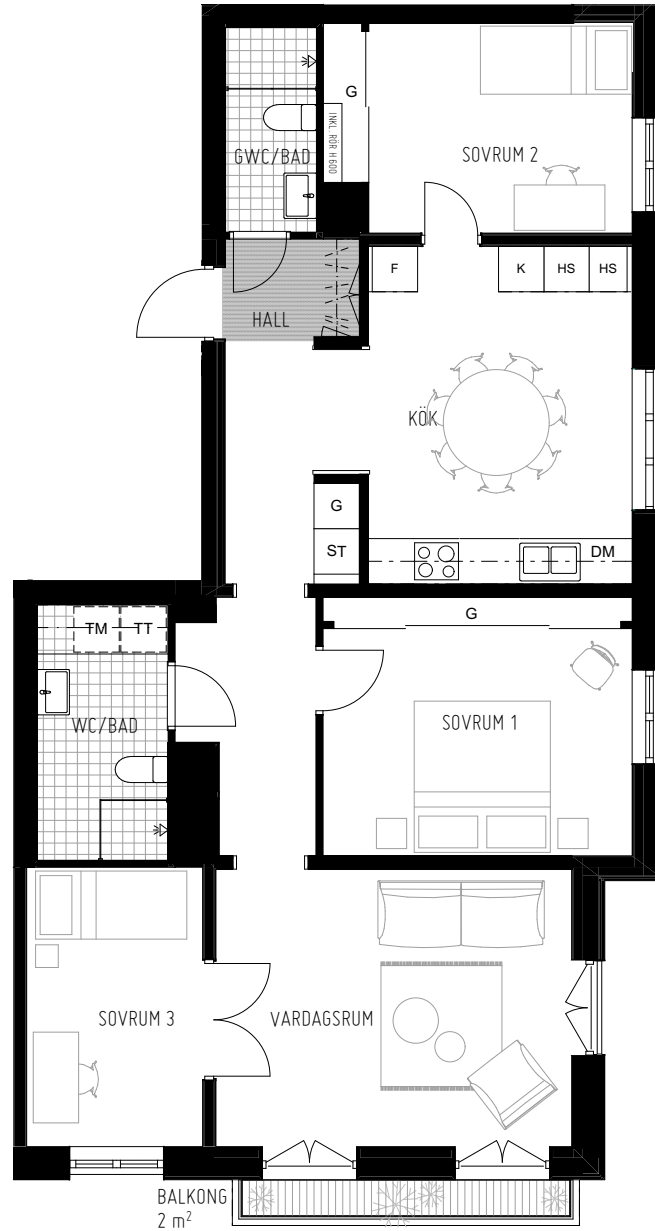 G
INKL. RÖR H 600
GWC/BAD
SOVRUM 2
F
K
HS
HS
HALL
KÖK
G
ST
DM
TM
TT
G
WC/BAD
SOVRUM 1
SOVRUM 3
VARDAGSRUM
BALKONG
2 m²